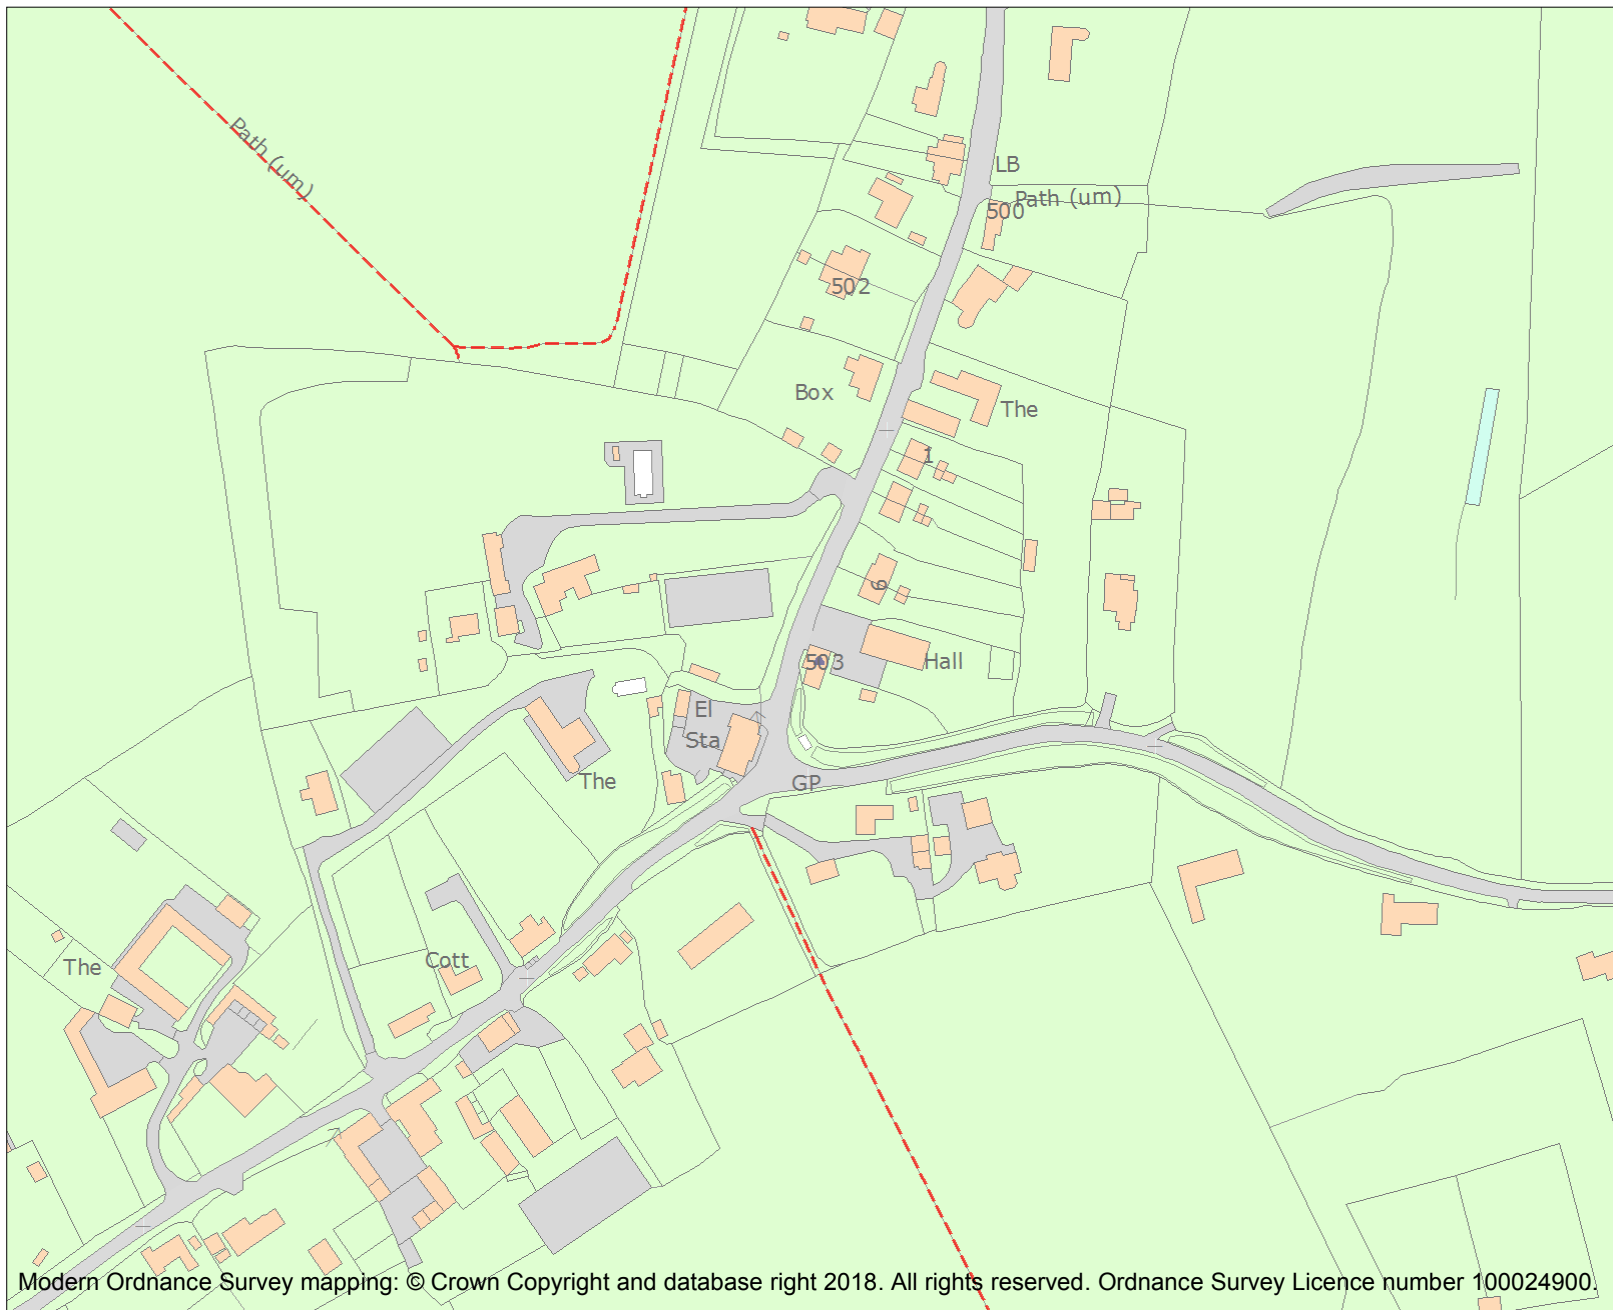 Path (um)
LB
Path (um)
500
502
Box
The
1
6
503
Hall
El
Sta
The
GP
Cott
The
Modern Ordnance Survey mapping: © Crown Copyright and database right 2018. All rights reserved. Ordnance Survey Licence number 100024900.